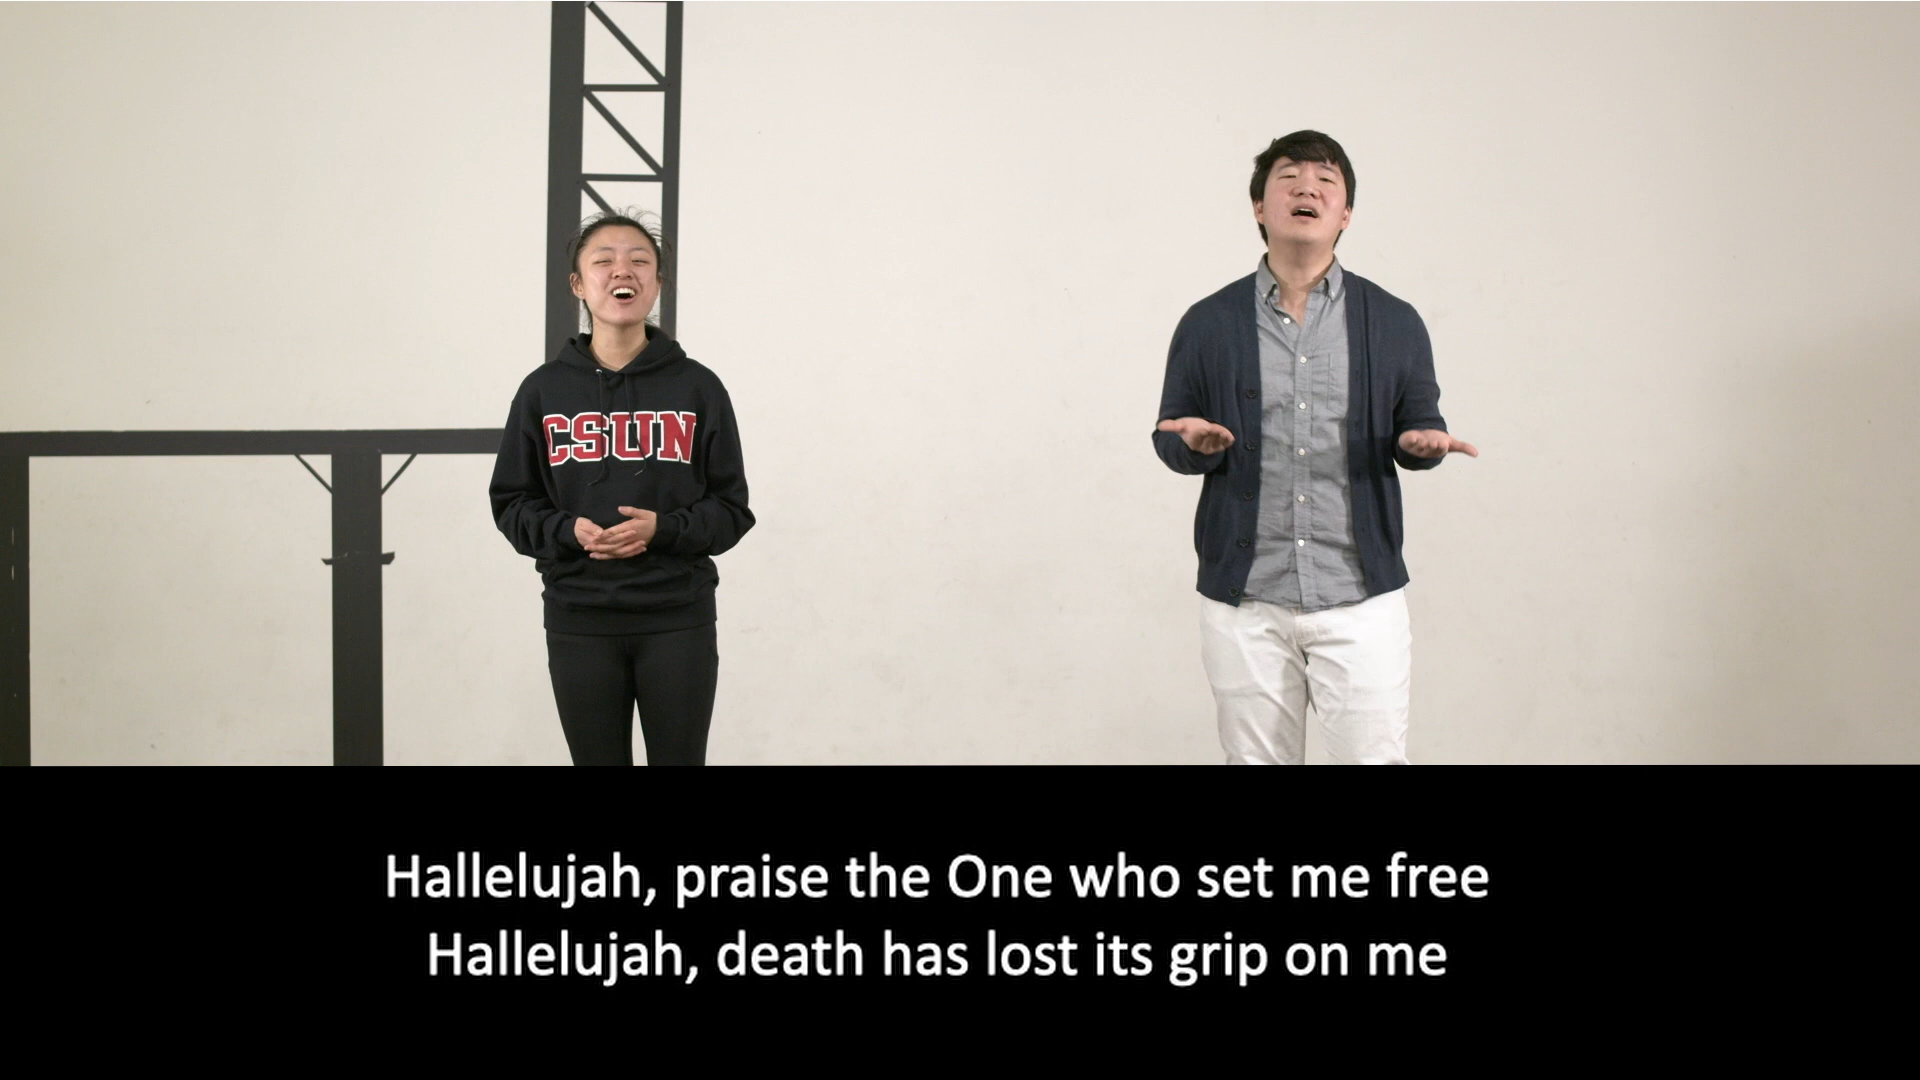 CSUN
Hallelujah, praise the One who set me free
Hallelujah, death has lost its grip on me